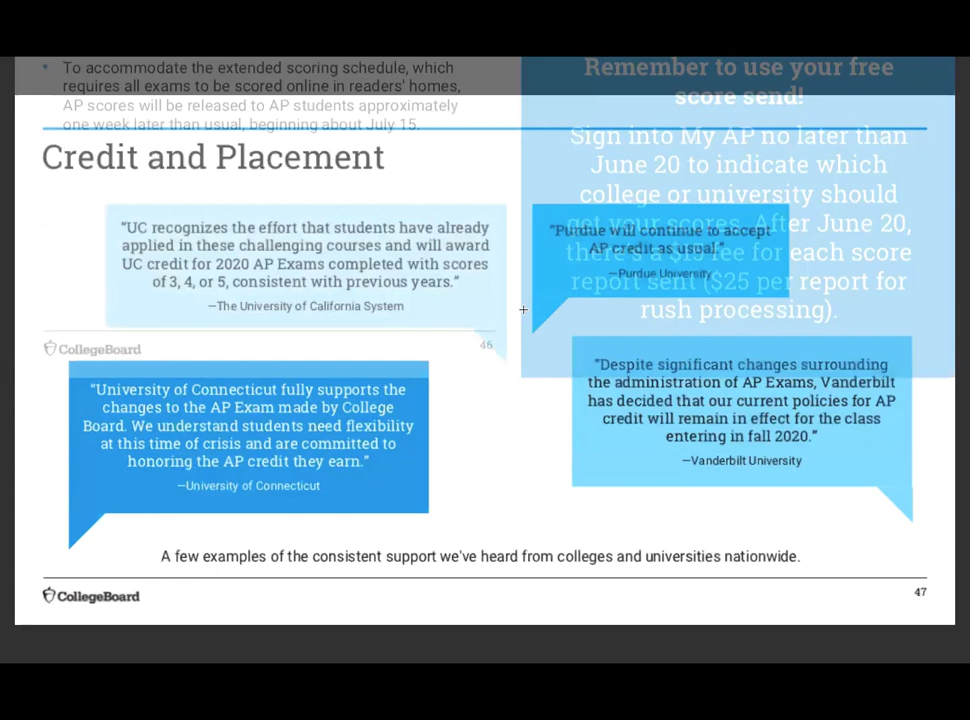 To accommodate the extended scoring schedule, which
requires all exams to be scored online in readers' homes,
AP scores will be released to AP students approximately
one week later than usual, beginning about July 15.
Remember to use your free
score send!
Sign into My AP no later than
June 20 to indicate which
college or university should
get your scores. After June 20,
there's a $15 fee for each score
report sent ($25 per report for
rush processing).
Credit and Placement
"UC recognizes the effort that students have already
applied in these challenging courses and will award
UC credit for 2020 AP Exams completed with scores
of 3, 4, or 5, consistent with previous years."
—The University of California System
"Purdue will continue to accept
AP credit as usual."
—Purdue University
CollegeBoard
46
"University of Connecticut fully supports the
changes to the AP Exam made by College
Board. We understand students need flexibility
at this time of crisis and are committed to
honoring the AP credit they earn."
—University of Connecticut
"Despite significant changes surrounding
the administration of AP Exams, Vanderbilt
has decided that our current policies for AP
credit will remain in effect for the class
entering in fall 2020."
—Vanderbilt University
A few examples of the consistent support we've heard from colleges and universities nationwide.
CollegeBoard
47